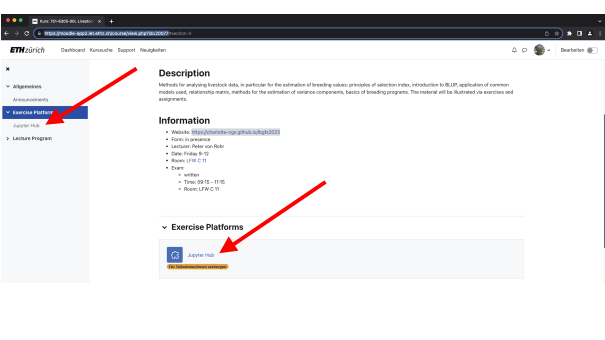 Kurs: 751-6305-00L Livestoc
https://moodle-app2.let.ethz.ch/course/view.php?id=20077#section-0
ETH zürich Dashboard Kurssuche Support Neuigkeiten Bearbeiten
Allgemeines
Announcements
Exercise Platforms
Jupyter Hub
Lecture Program
Description
Methods for analysing livestock data, in particular for the estimation of breeding values: principles of selection index, introduction to BLUP, application of common
models used, relationship matrix, methods for the estimation of variance components, basics of breeding programs. The material will be illustrated via exercises and
assignments.
Information
Website: https://charlotte-ngs.github.io/lbgfs2023
Form: in presence
Lecturer: Peter von Rohr
Date: Friday 9-12
Room: LFW C 11
Exam:
written
Time: 09:15 - 11:15
Room: LFW C 11
Exercise Platforms
Jupyter Hub
Für Teilnehmer/innen verborgen